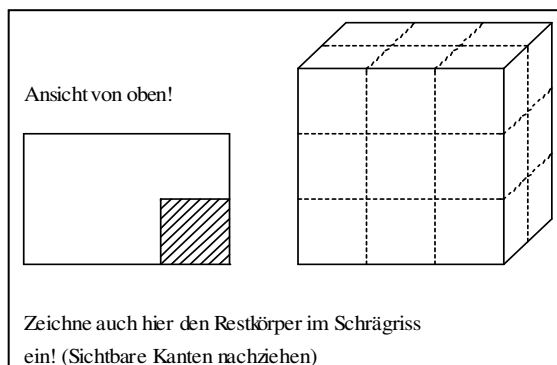 Ansicht von oben!
Zeichne auch hier den Restkörper im Schrägriss
ein! (Sichtbare Kanten nachziehen)